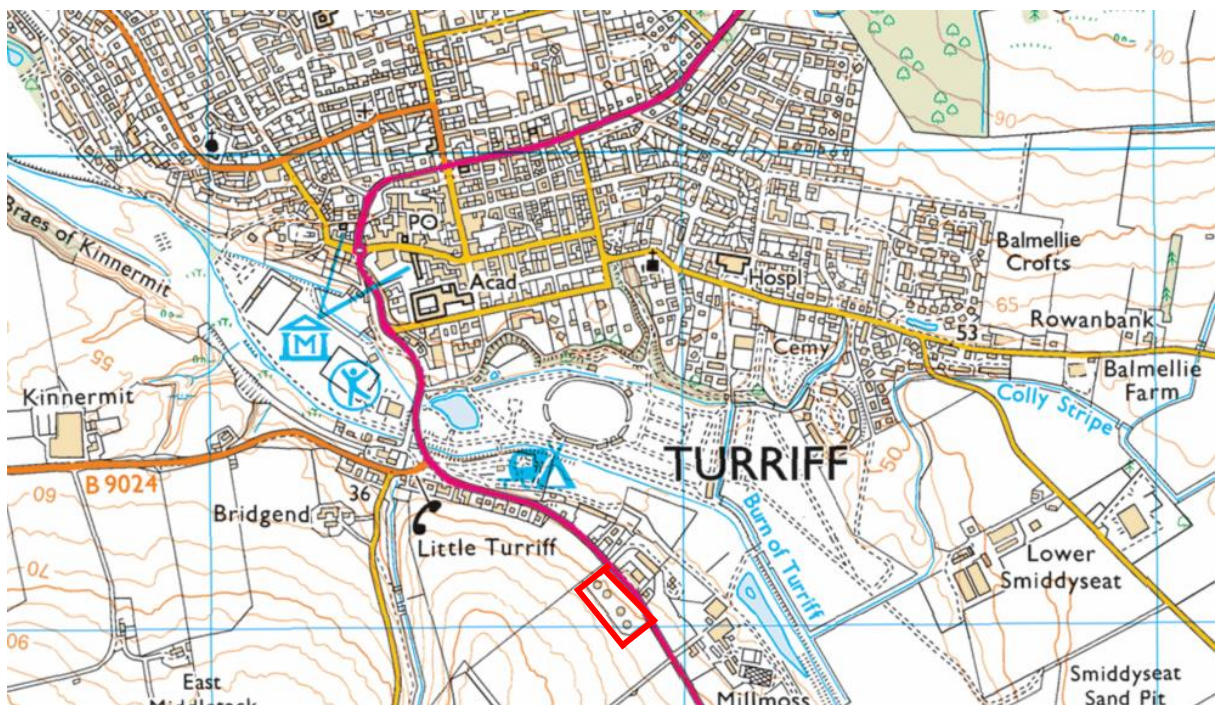 100
90
Braes of Kinnermit
PO
Acad
Hospl
Balmellie
Crofts
65
Rowanbank
53
M
55
Cemy
Balmellie
Farm
Kinnermit
Colly Stripe
TURRIFF
50
B 9024
60
36
Bridgend
Little Turriff
Burn of Turriff
Lower
Smiddyseat
70
90
East
Middleteck
Millmoss
Smiddyseat
Sand Pit